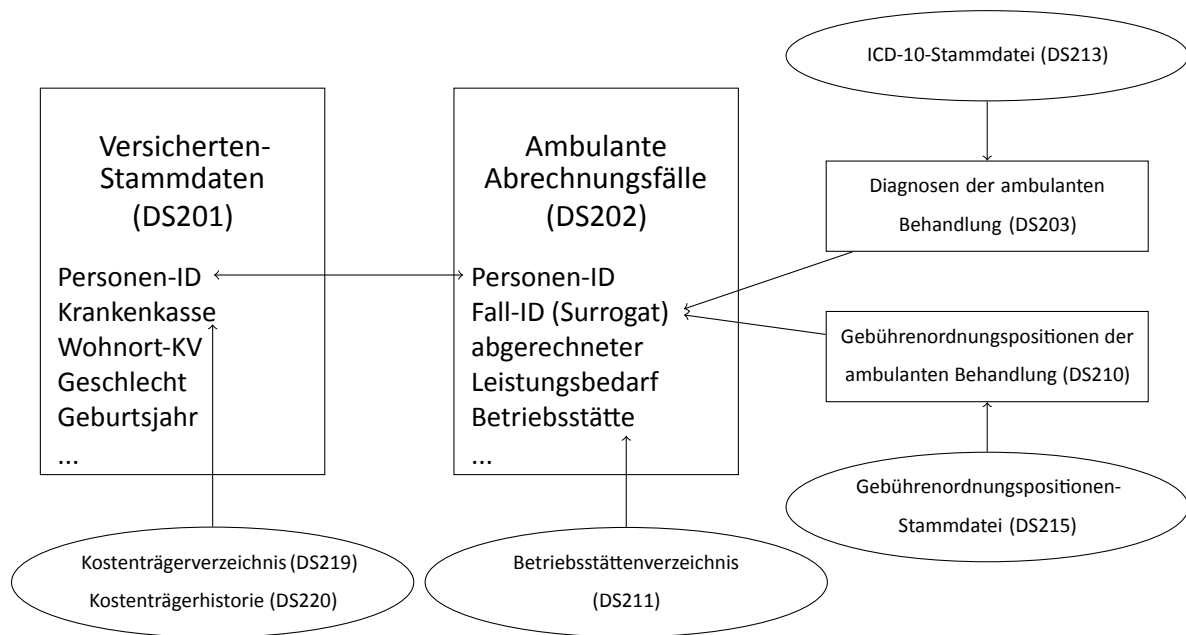 ICD-10-Stammdatei (DS213)
Versicherten-
Stammdaten
(DS201)
Personen-ID
Krankenkasse
Wohnort-KV
Geschlecht
Geburtsjahr
...
Ambulante
Abrechnungsfälle
(DS202)
Personen-ID
Fall-ID (Surrogat)
abgerechneter
Leistungsbedarf
Betriebsstätte
...
Diagnosen der ambulanten
Behandlung (DS203)
Gebührenordnungspositionen der
ambulanten Behandlung (DS210)
Gebührenordnungspositionen-
Stammdatei (DS215)
Kostenträgerverzeichnis (DS219)
Kostenträgerhistorie (DS220)
Betriebsstättenverzeichnis
(DS211)